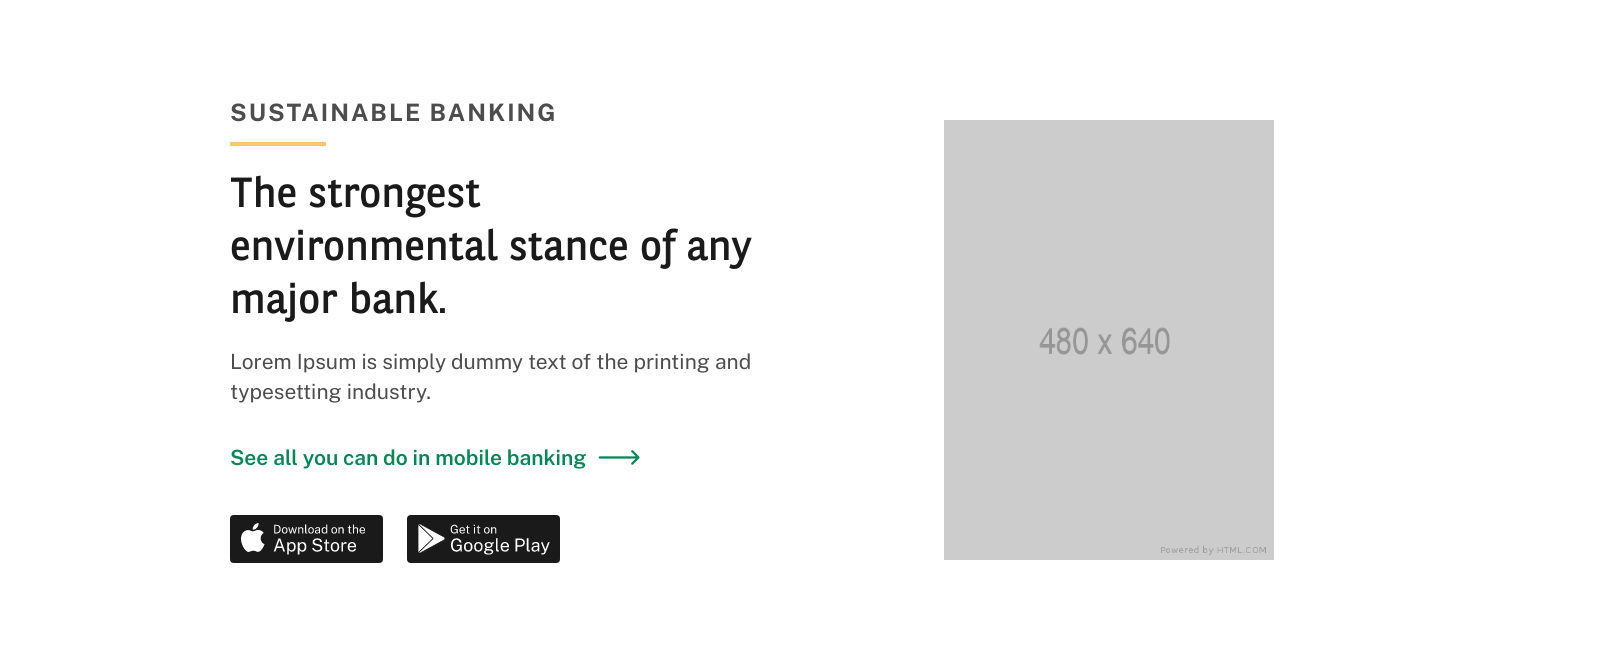 SUSTAINABLE BANKING
The strongest
environmental stance of any
major bank.
Lorem Ipsum is simply dummy text of the printing and
typesetting industry.
See all you can do in mobile banking
Download on the
App Store
Get it on
Google Play
480 x 640
Powered by HTML.COM